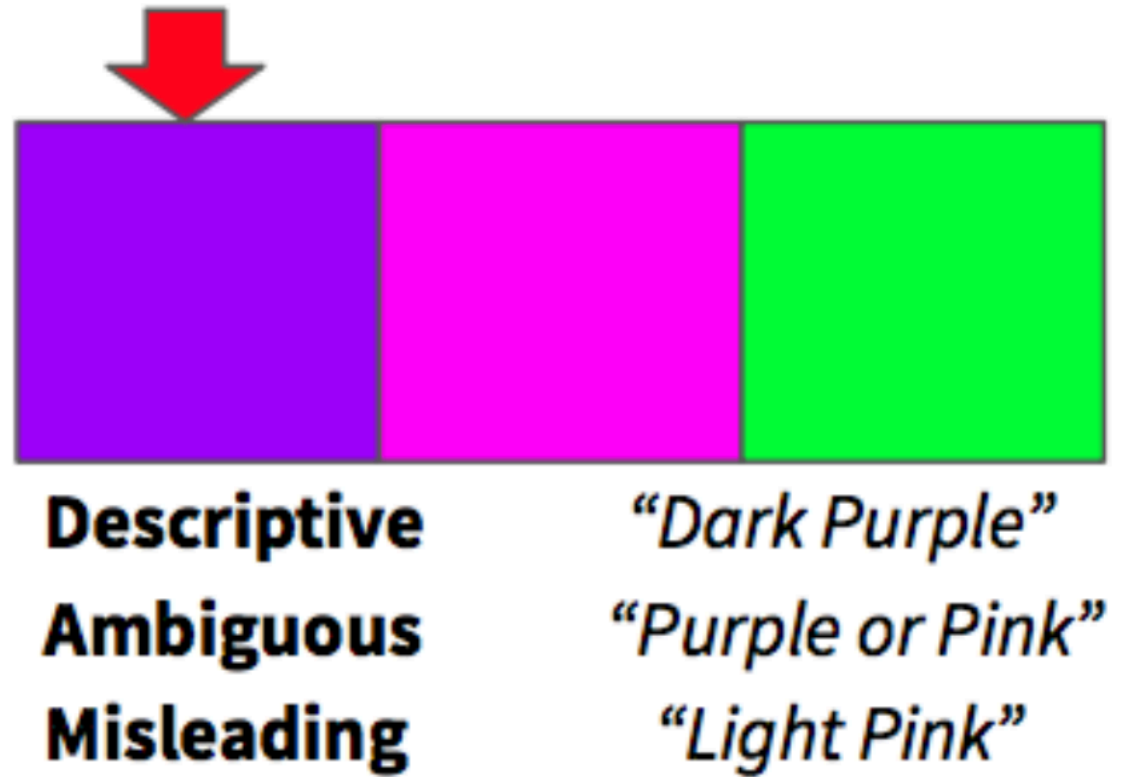 Descriptive “Dark Purple”
Ambiguous “Purple or Pink”
Misleading “Light Pink”